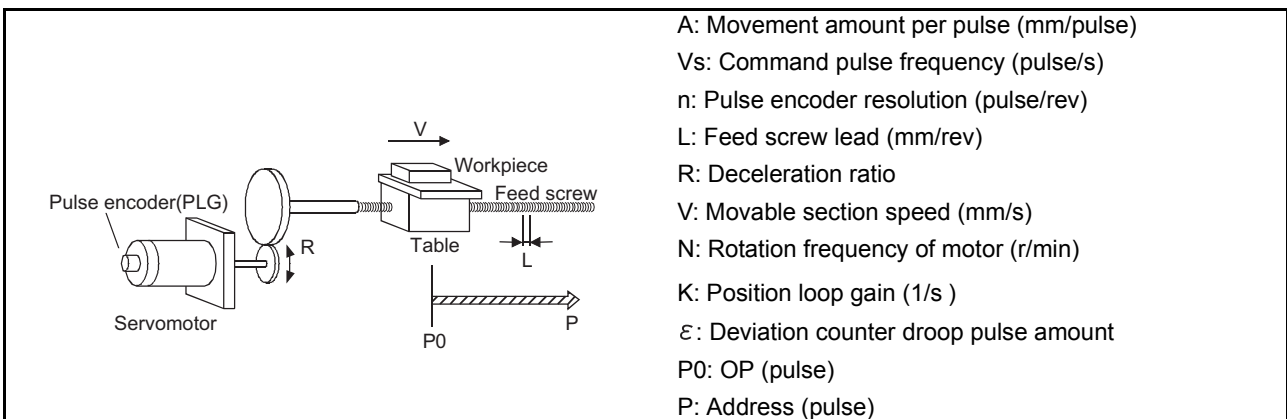 A: Movement amount per pulse (mm/pulse)
Vs: Command pulse frequency (pulse/s)
n: Pulse encoder resolution (pulse/rev)
L: Feed screw lead (mm/rev)
R: Deceleration ratio
V: Movable section speed (mm/s)
N: Rotation frequency of motor (r/min)
K: Position loop gain (1/s )
ε: Deviation counter droop pulse amount
P0: OP (pulse)
P: Address (pulse)
V
Workpiece
Feed screw
Pulse encoder(PLG)
R
Table
L
Servomotor
P0
P